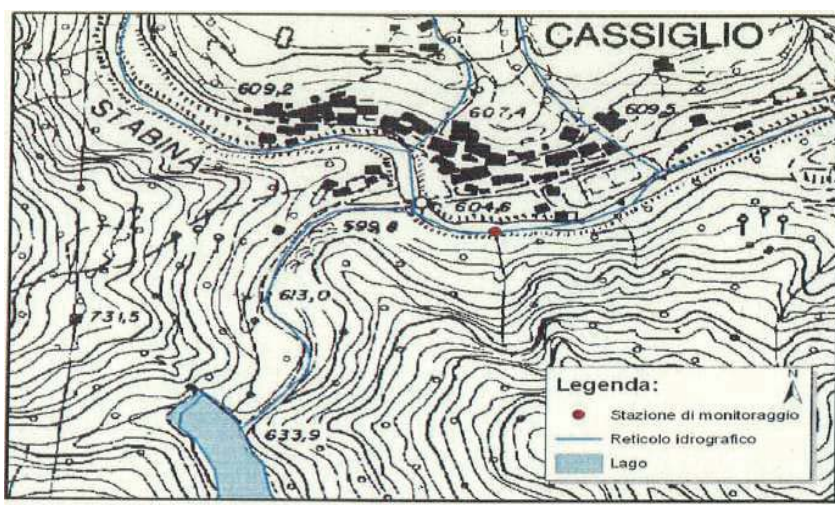 CASSIGLIO
609,2
607,4
609,5
STABINA
604,6
599,8
613,0
731,5
633,9
N
Legenda:
Stazione di monitoraggio
Reticolo idrografico
Lago